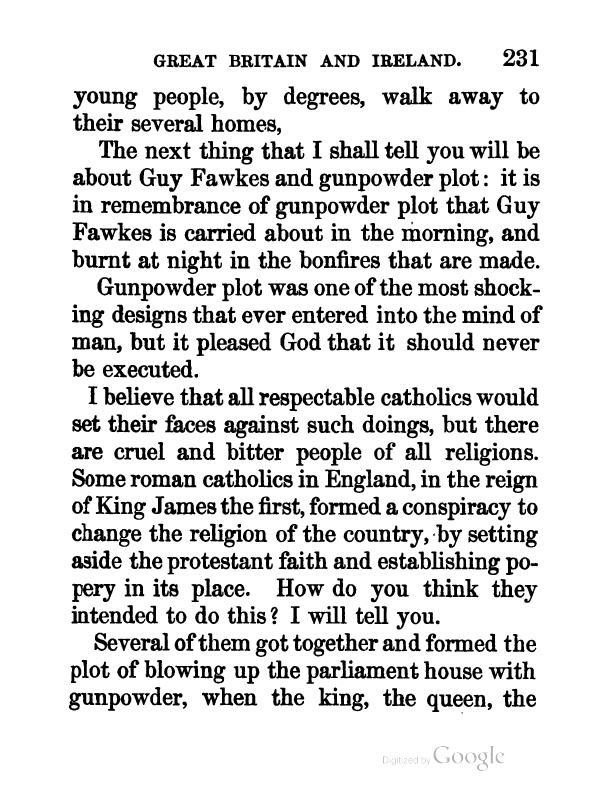 GREAT BRITAIN AND IRELAND. 231
young people, by degrees, walk away to
their several homes,
The next thing that I shall tell you will be
about Guy Fawkes and gunpowder plot: it is
in remembrance of gunpowder plot that Guy
Fawkes is carried about in the morning, and
burnt at night in the bonfires that are made.
Gunpowder plot was one of the most shock-
ing designs that ever entered into the mind of
man, but it pleased God that it should never
be executed.
I believe that all respectable catholics would
set their faces against such doings, but there
are cruel and bitter people of all religions.
Some roman catholics in England, in the reign
of King James the first, formed a conspiracy to
change the religion of the country, by setting
aside the protestant faith and establishing po-
pery in its place. How do you think they
intended to do this? I will tell you.
Several of them got together and formed the
plot of blowing up the parliament house with
gunpowder, when the king, the queen, the
Digitized by Google